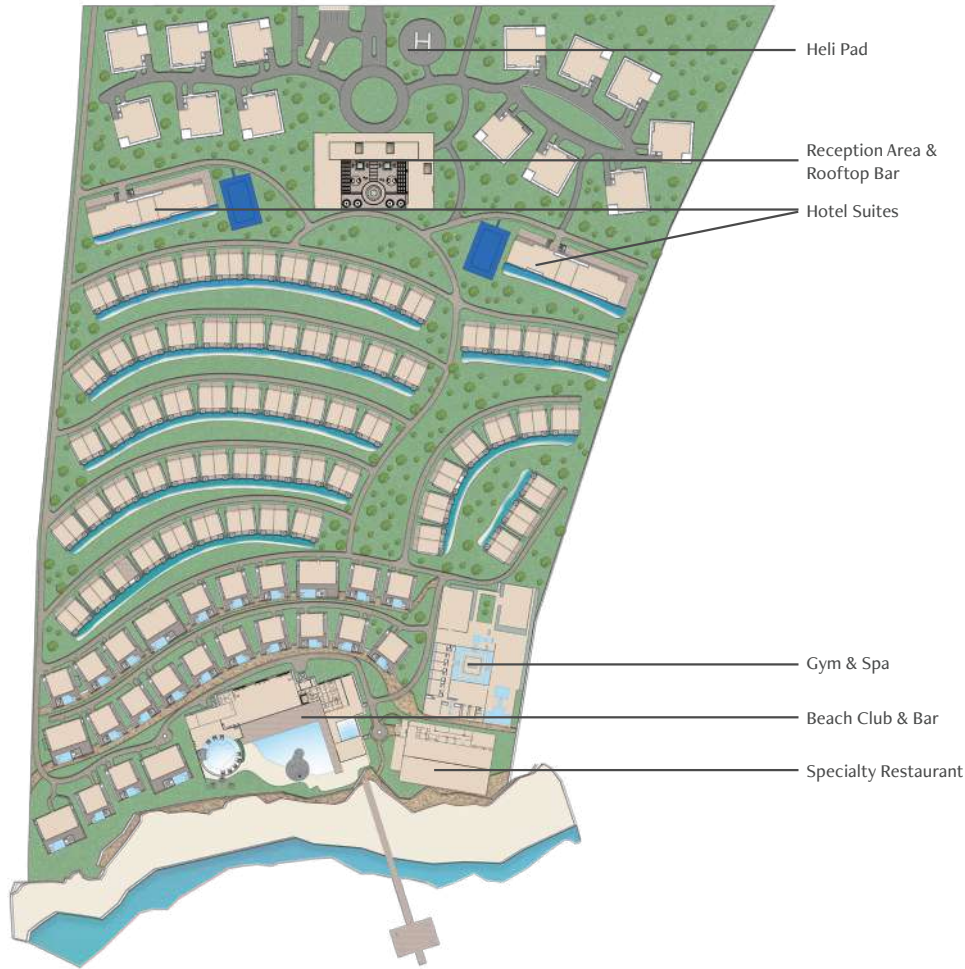 H
Heli Pad
Reception Area &
Rooftop Bar
Hotel Suites
Gym & Spa
Beach Club & Bar
Specialty Restaurant